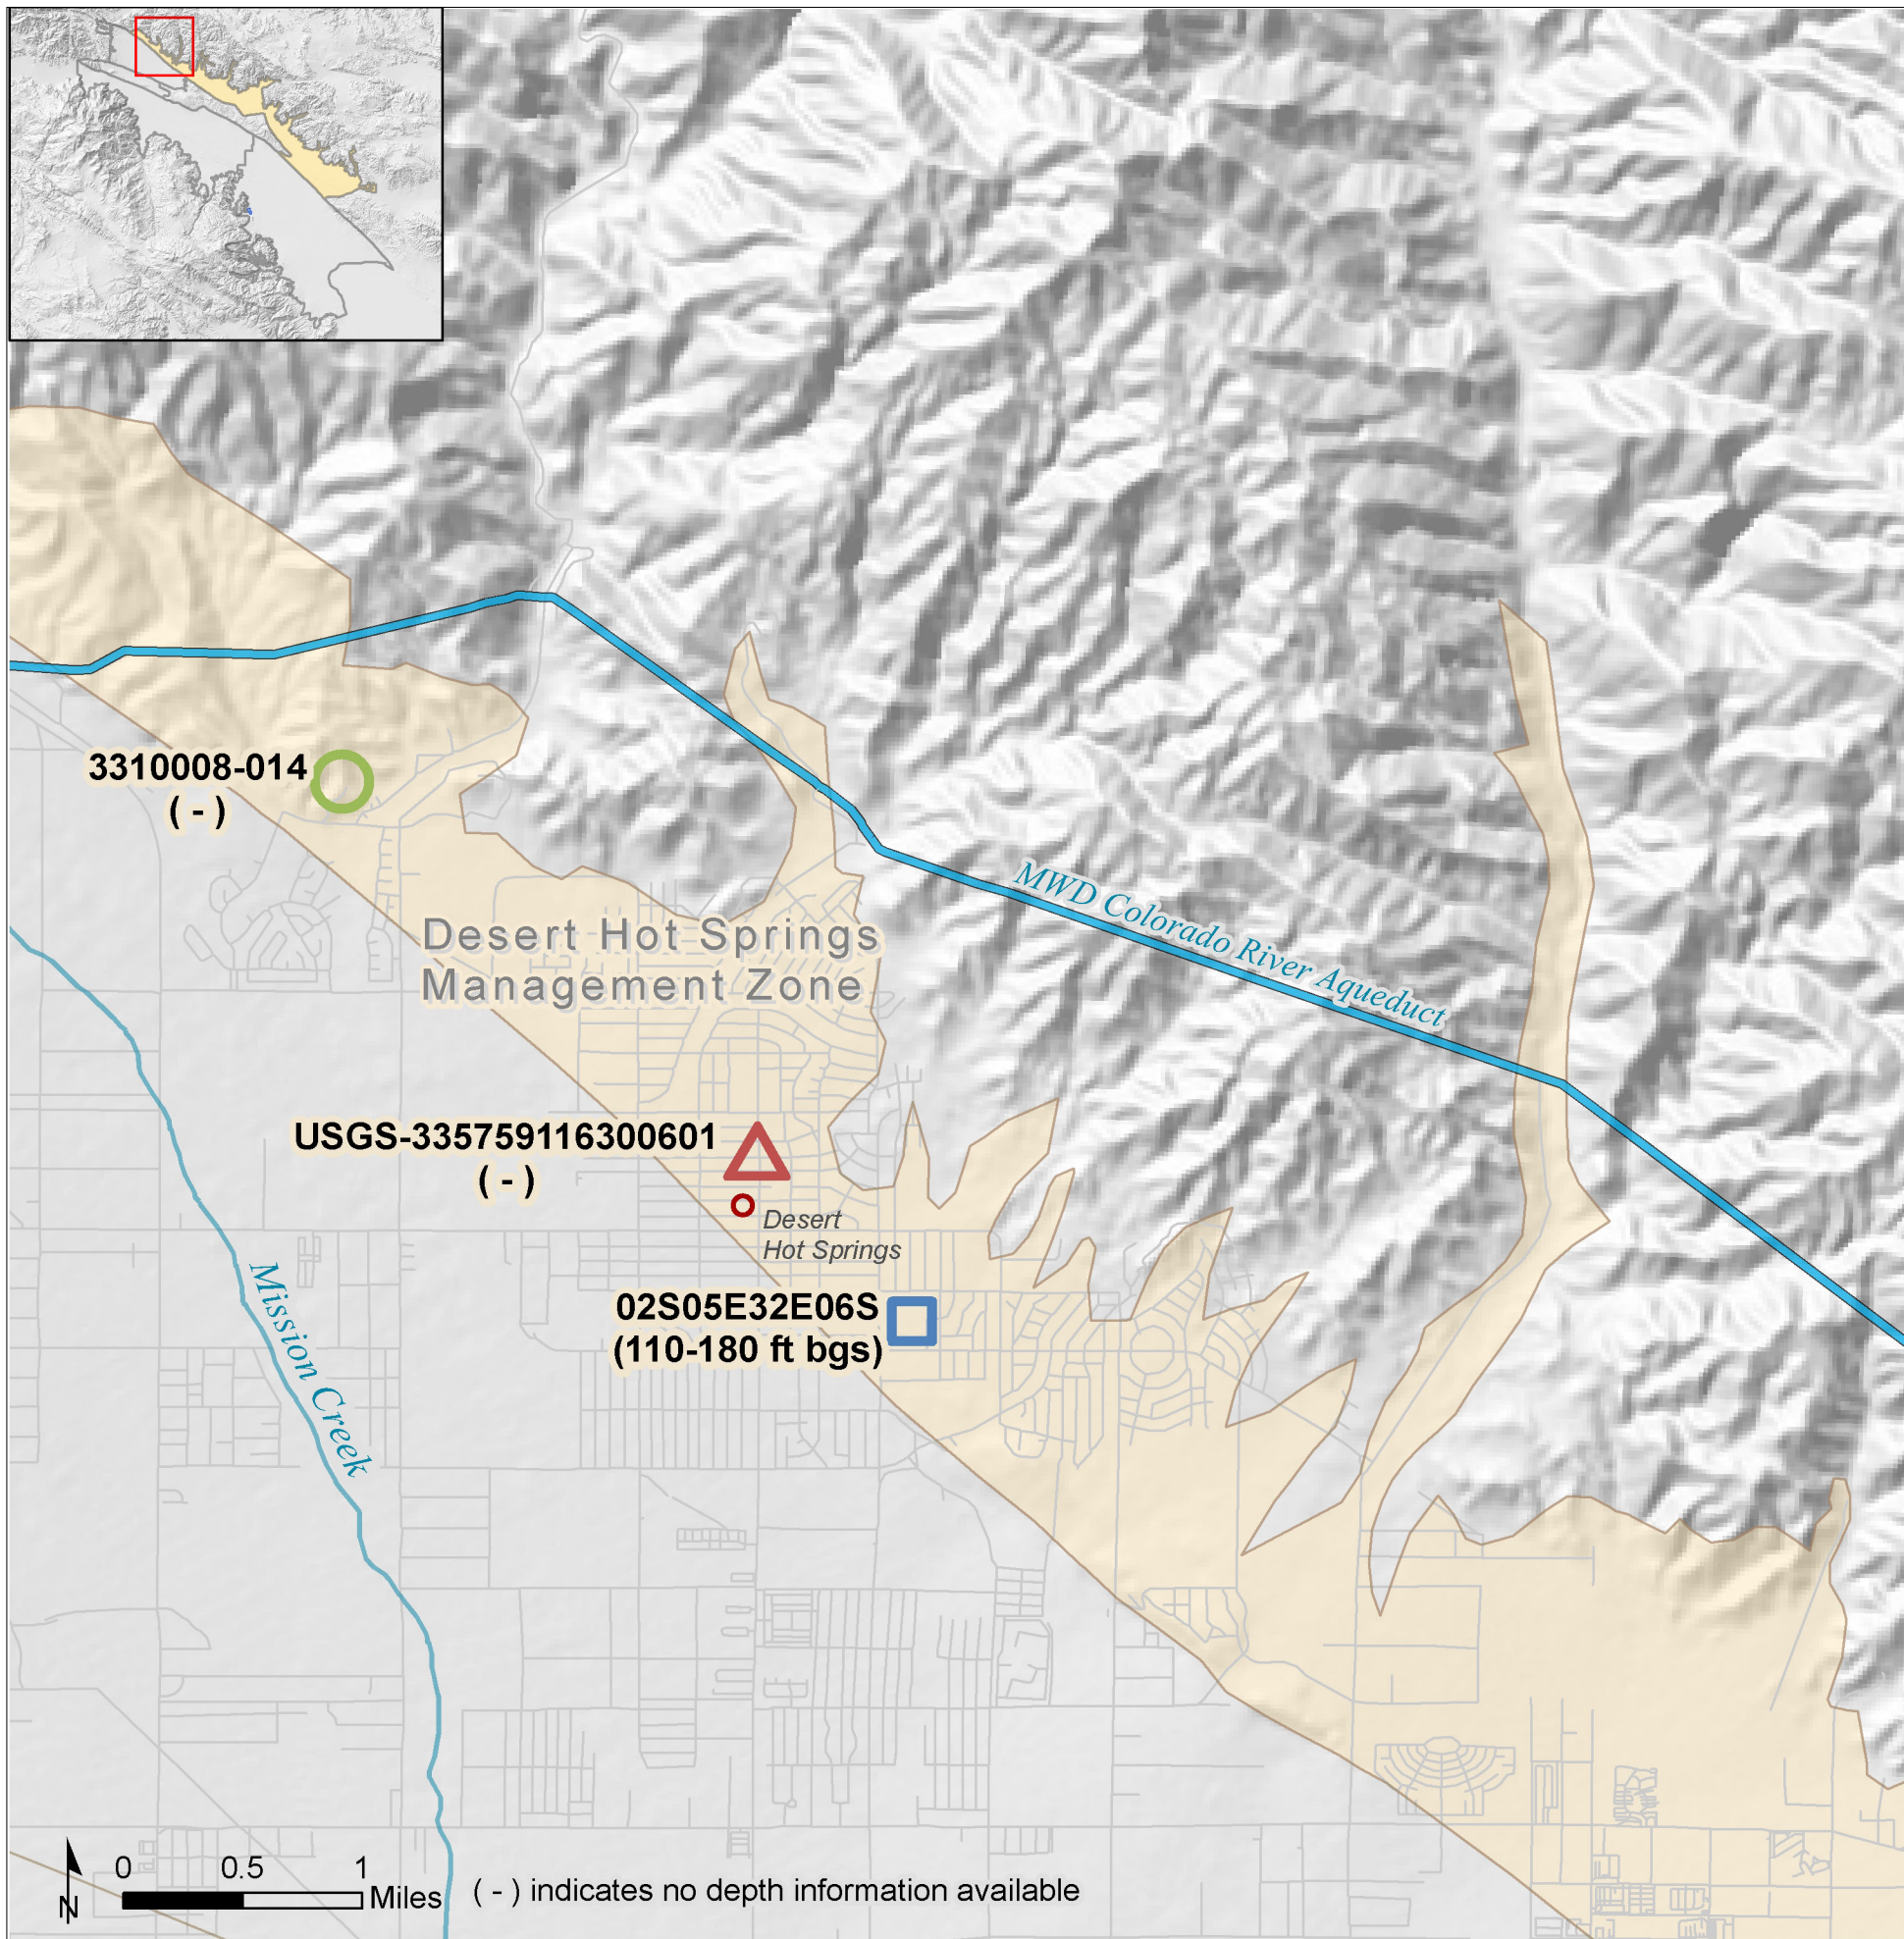 3310008-014
( - )
MWD Colorado River Aqueduct
Desert Hot Springs
Management Zone
USGS-335759116300601
( - )
Desert
Hot Springs
02S05E32E06S
(110-180 ft bgs)
Mission Creek
0 0.5 1
Miles
N
( - ) indicates no depth information available